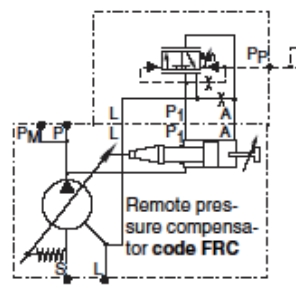 PP
L P1 A
PM P L P1 A
Remote pres-
sure compensa-
tor code FRC
S L